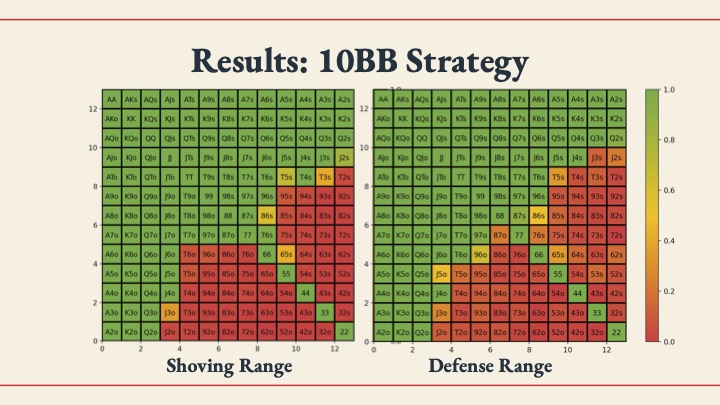 Results: 10BB Strategy
AA AKs AQs AJs ATs A9s A8s A7s A6s A5s A4s A3s A2s AA AKs AQs AJs ATs A9s A8s A7s A6s A5s A4s A3s A2s 1.0
12 12
AKo KK KQs KJs KTs K9s K8s K7s K6s K5s K4s K3s K2s AKo KK KQs KJs KTs K9s K8s K7s K6s K5s K4s K3s K2s
AQo KQo QQ QJs QTs Q9s Q8s Q7s Q6s Q5s Q4s Q3s Q2s AQo KQo QQ QJs QTs Q9s Q8s Q7s Q6s Q5s Q4s Q3s Q2s 0.8
10 10
AJo KJo QJo JJ JTs J9s J8s J7s J6s J5s J4s J3s J2s AJo KJo QJo JJ JTs J9s J8s J7s J6s J5s J4s J3s J2s
ATo KTo QTo JTo TT T9s T8s T7s T6s T5s T4s T3s T2s ATo KTo QTo JTo TT T9s T8s T7s T6s T5s T4s T3s T2s
8 8 0.6
A9o K9o Q9o J9o T9o 99 98s 97s 96s 95s 94s 93s 92s A9o K9o Q9o J9o T9o 99 98s 97s 96s 95s 94s 93s 92s
A8o K8o Q8o J8o T8o 98o 88 87s 86s 85s 84s 83s 82s A8o K8o Q8o J8o T8o 98o 88 87s 86s 85s 84s 83s 82s
6 6
A7o K7o Q7o J7o T7o 97o 87o 77 76s 75s 74s 73s 72s A7o K7o Q7o J7o T7o 97o 87o 77 76s 75s 74s 73s 72s 0.4
A6o K6o Q6o J6o T6o 96o 86o 76o 66 65s 64s 63s 62s A6o K6o Q6o J6o T6o 96o 86o 76o 66 65s 64s 63s 62s
4 4
A5o K5o Q5o J5o T5o 95o 85o 75o 65o 55 54s 53s 52s A5o K5o Q5o J5o T5o 95o 85o 75o 65o 55 54s 53s 52s
A4o K4o Q4o J4o T4o 94o 84o 74o 64o 54o 44 43s 42s A4o K4o Q4o J4o T4o 94o 84o 74o 64o 54o 44 43s 42s 0.2
2 2
A3o K3o Q3o J3o T3o 93o 83o 73o 63o 53o 43o 33 32s A3o K3o Q3o J3o T3o 93o 83o 73o 63o 53o 43o 33 32s
A2o K2o Q2o J2o T2o 92o 82o 72o 62o 52o 42o 32o 22 A2o K2o Q2o J2o T2o 92o 82o 72o 62o 52o 42o 32o 22
0 0 0.0
0 2 4 6 8 10 12 0 2 4 6 8 10 12
Shoving Range Defense Range